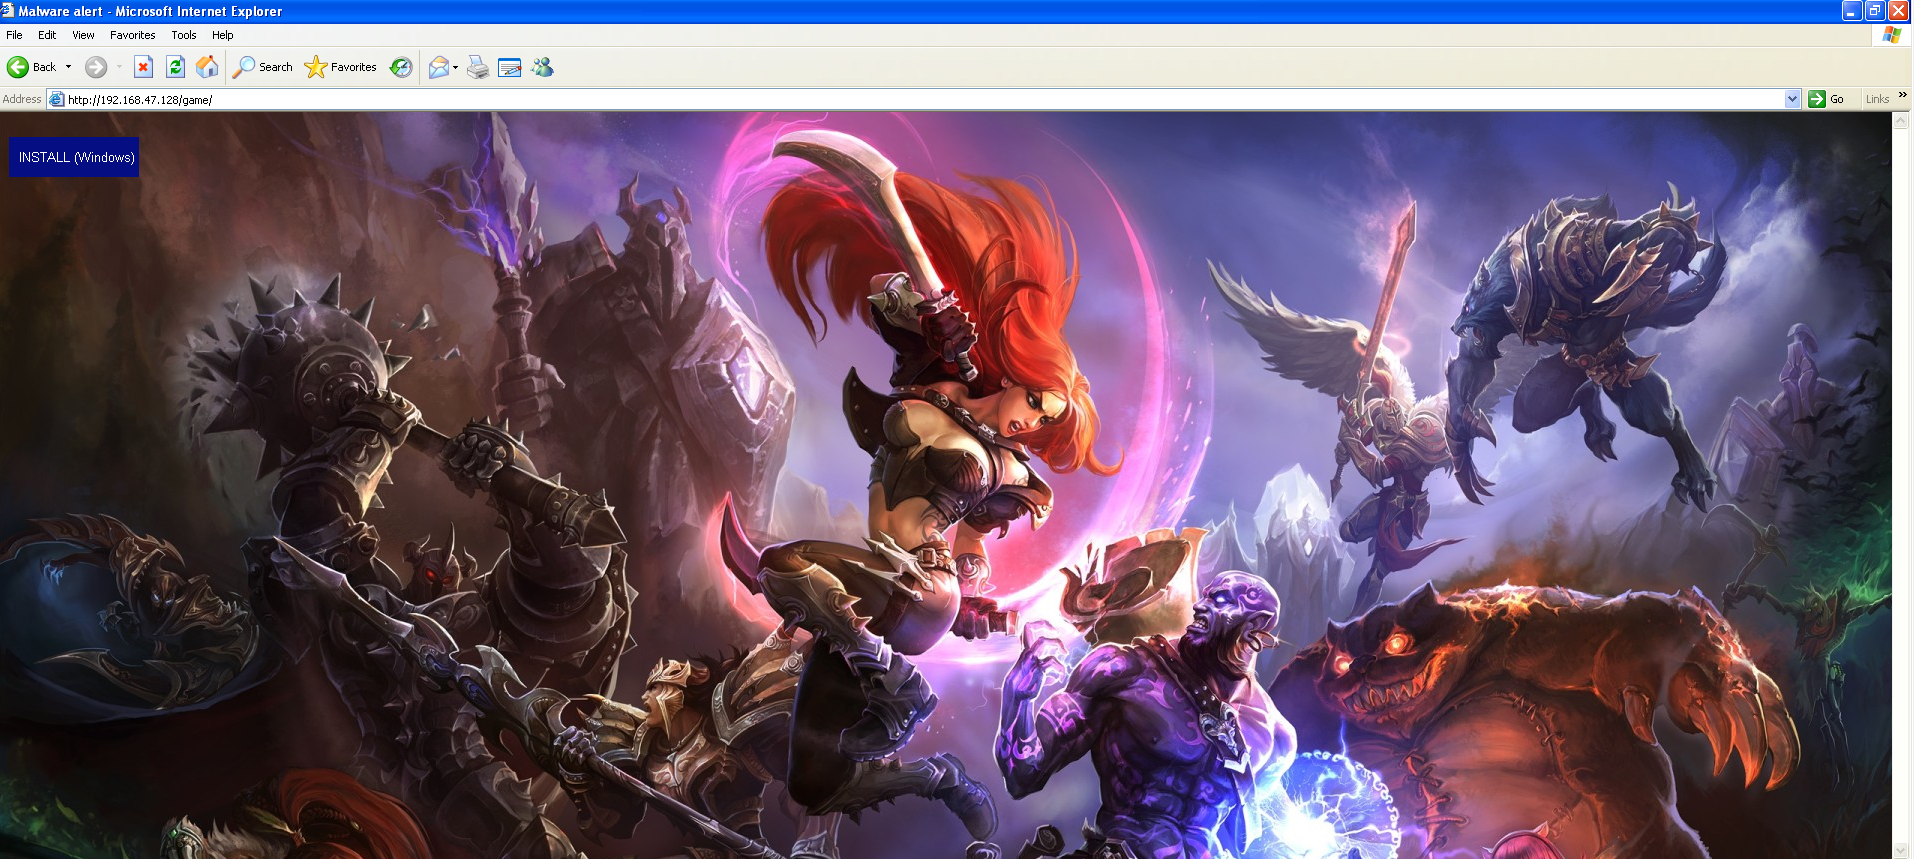 Malware alert - Microsoft Internet Explorer
File Edit View Favorites Tools Help
Back Search Favorites
Address http://192.168.47.128/game/ Go Links »
INSTALL (Windows)